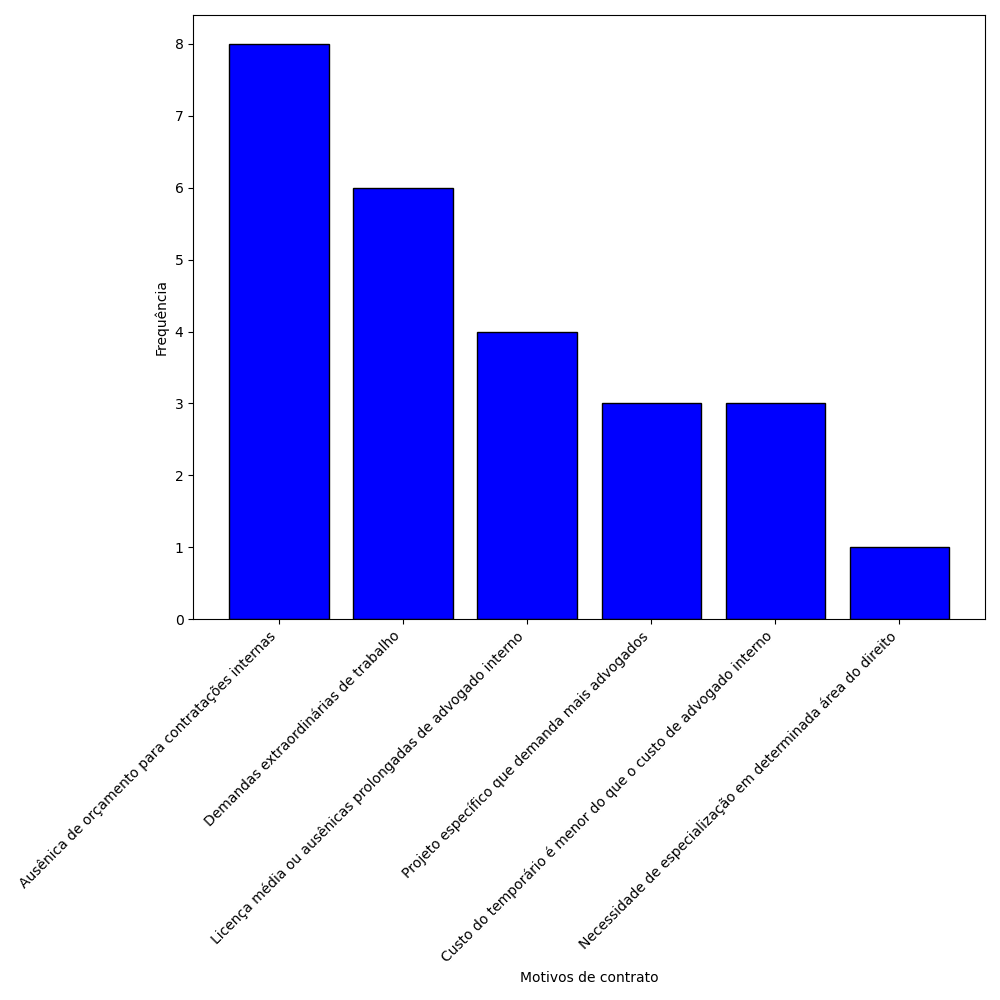 8
7
6
5
4
3
2
1
0
Frequência
Ausênica de orçamento para contratações internas
Demandas extraordinárias de trabalho
Licença média ou ausênicas prolongadas de advogado interno
Projeto específico que demanda mais advogados
Custo do temporário é menor do que o custo de advogado interno
Necessidade de especialização em determinada área do direito
Motivos de contrato